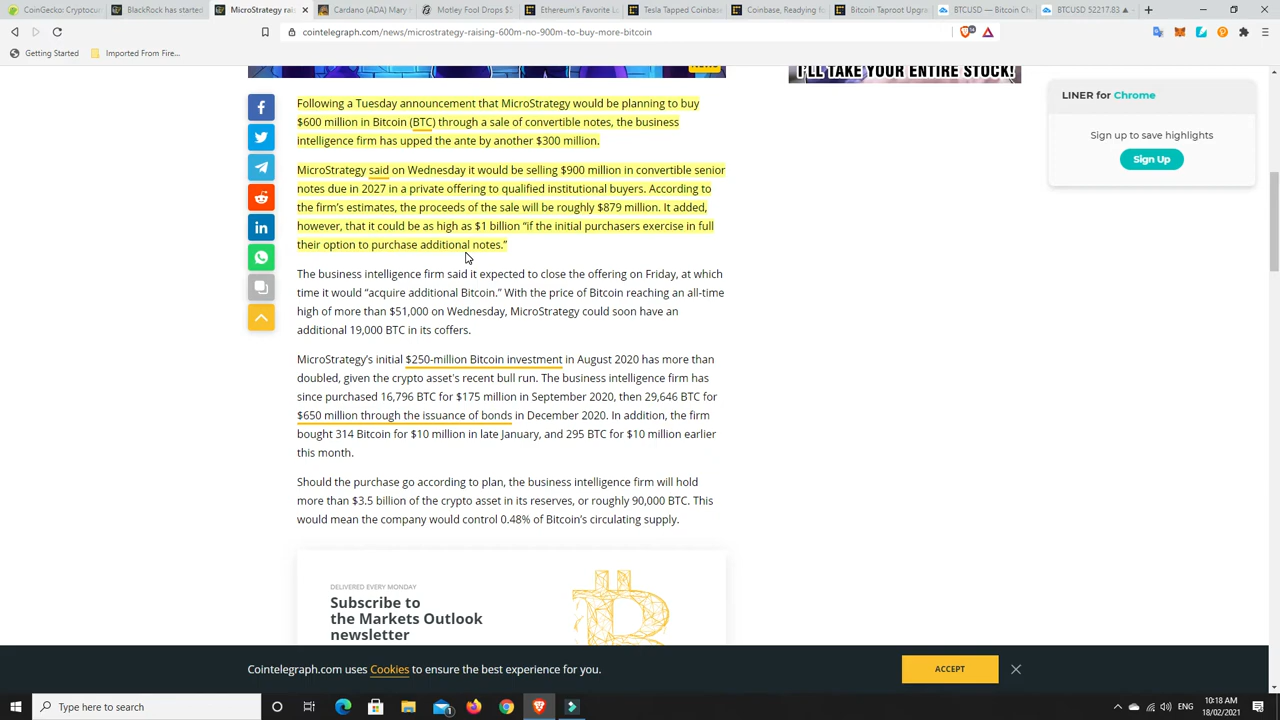 CoinGecko: Cryptocurr
BlackRock has started
MicroStrategy rais
Cardano (ADA) Mary
Motley Fool Drops $5
Ethereum's Favorite L
Tesla Tapped Coinbase
Coinbase, Readying fo
Bitcoin Taproot Upgra
BTCUSD — Bitcoin Ch
BTCUSD 52217.83 ▲
cointelegraph.com/news/microstrategy-raising-600m-no-900m-to-buy-more-bitcoin
Getting Started
Imported From Fire...
I'LL TAKE YOUR ENTIRE STOCK!
Following a Tuesday announcement that MicroStrategy would be planning to buy
$600 million in Bitcoin (BTC) through a sale of convertible notes, the business
intelligence firm has upped the ante by another $300 million.
MicroStrategy said on Wednesday it would be selling $900 million in convertible senior
notes due in 2027 in a private offering to qualified institutional buyers. According to
the firm's estimates, the proceeds of the sale will be roughly $879 million. It added,
however, that it could be as high as $1 billion “if the initial purchasers exercise in full
their option to purchase additional notes.”
The business intelligence firm said it expected to close the offering on Friday, at which
time it would “acquire additional Bitcoin.” With the price of Bitcoin reaching an all-time
high of more than $51,000 on Wednesday, MicroStrategy could soon have an
additional 19,000 BTC in its coffers.
MicroStrategy's initial $250-million Bitcoin investment in August 2020 has more than
doubled, given the crypto asset's recent bull run. The business intelligence firm has
since purchased 16,796 BTC for $175 million in September 2020, then 29,646 BTC for
$650 million through the issuance of bonds in December 2020. In addition, the firm
bought 314 Bitcoin for $10 million in late January, and 295 BTC for $10 million earlier
this month.
Should the purchase go according to plan, the business intelligence firm will hold
more than $3.5 billion of the crypto asset in its reserves, or roughly 90,000 BTC. This
would mean the company would control 0.48% of Bitcoin's circulating supply.
DELIVERED EVERY MONDAY
Subscribe to
the Markets Outlook
newsletter
LINER for Chrome
Sign up to save highlights
Sign Up
Cointelegraph.com uses Cookies to ensure the best experience for you.
ACCEPT
Type here to search
ENG
10:18 AM
18/02/2021